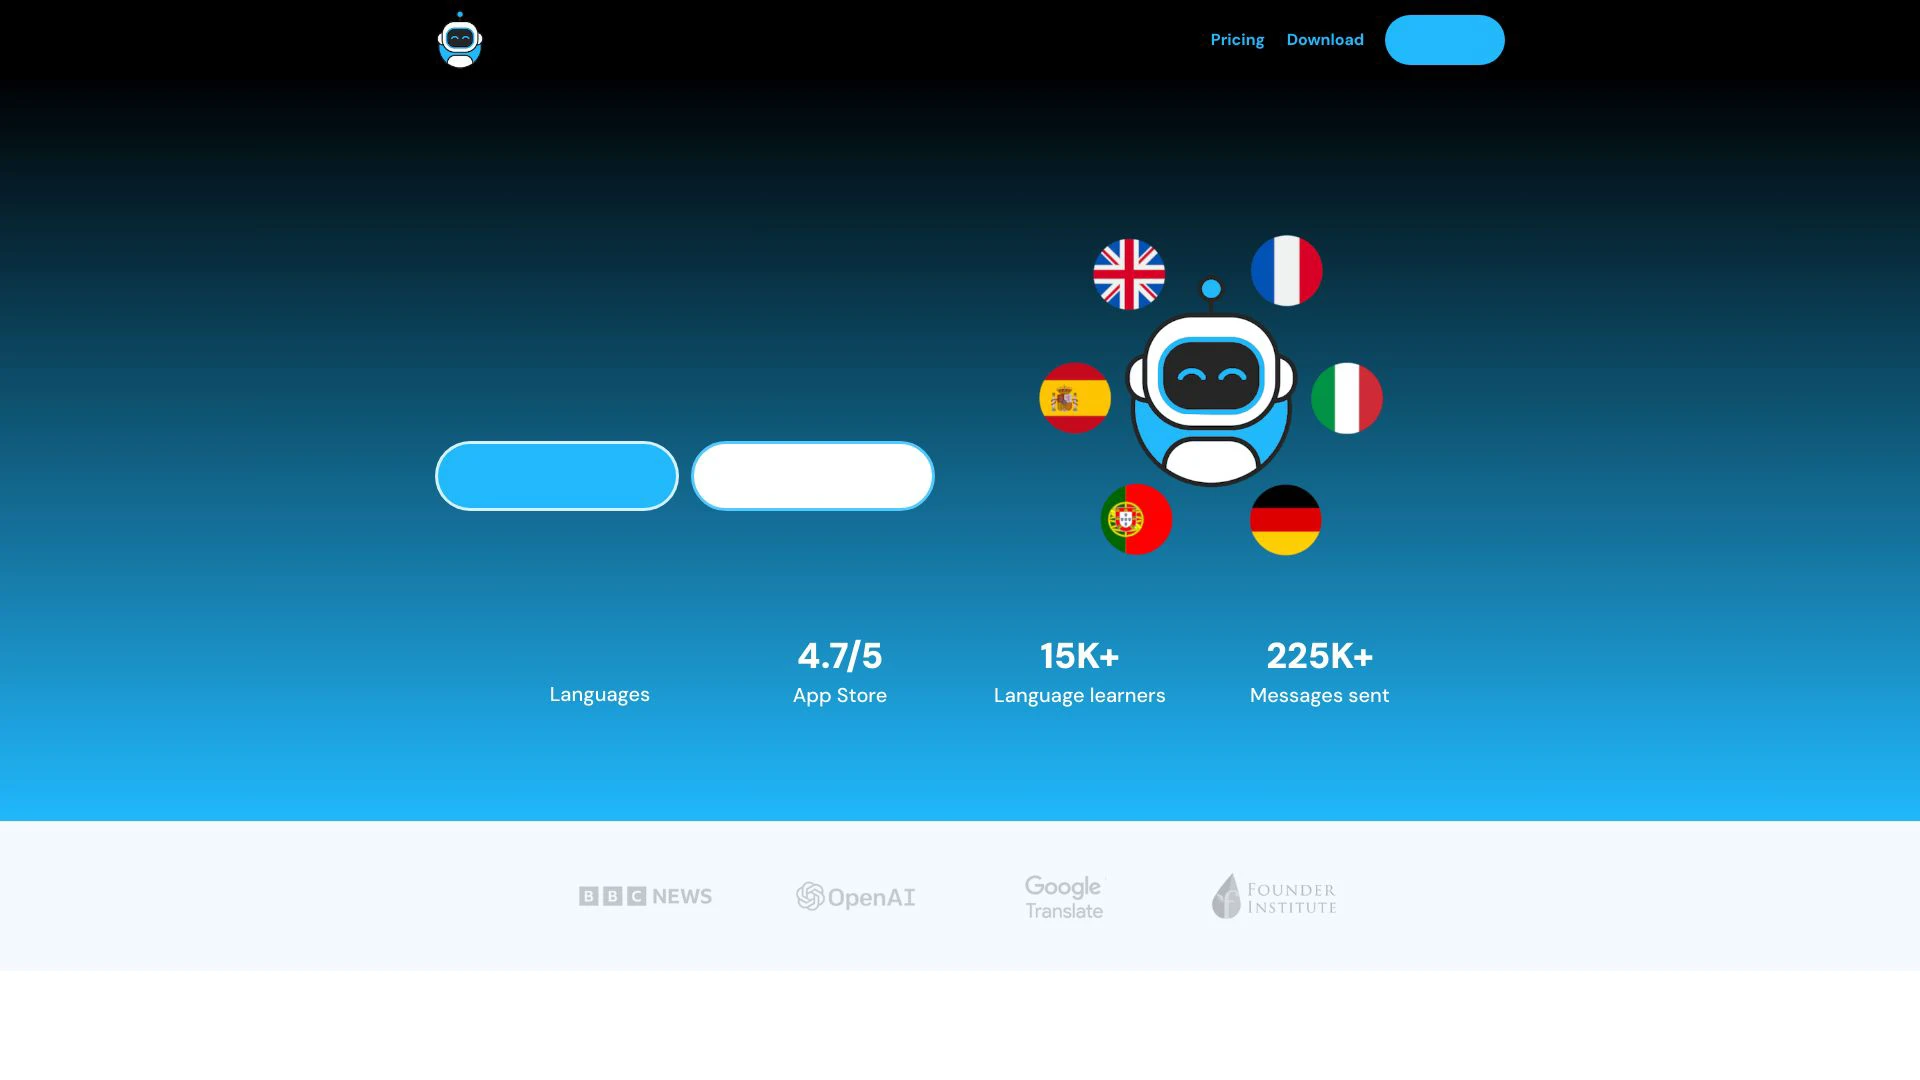 Pricing
Download
4.7/5
15K+
225K+
Languages
App Store
Language learners
Messages sent
BBC NEWS
OpenAI
Google
Translate
FOUNDER
INSTITUTE